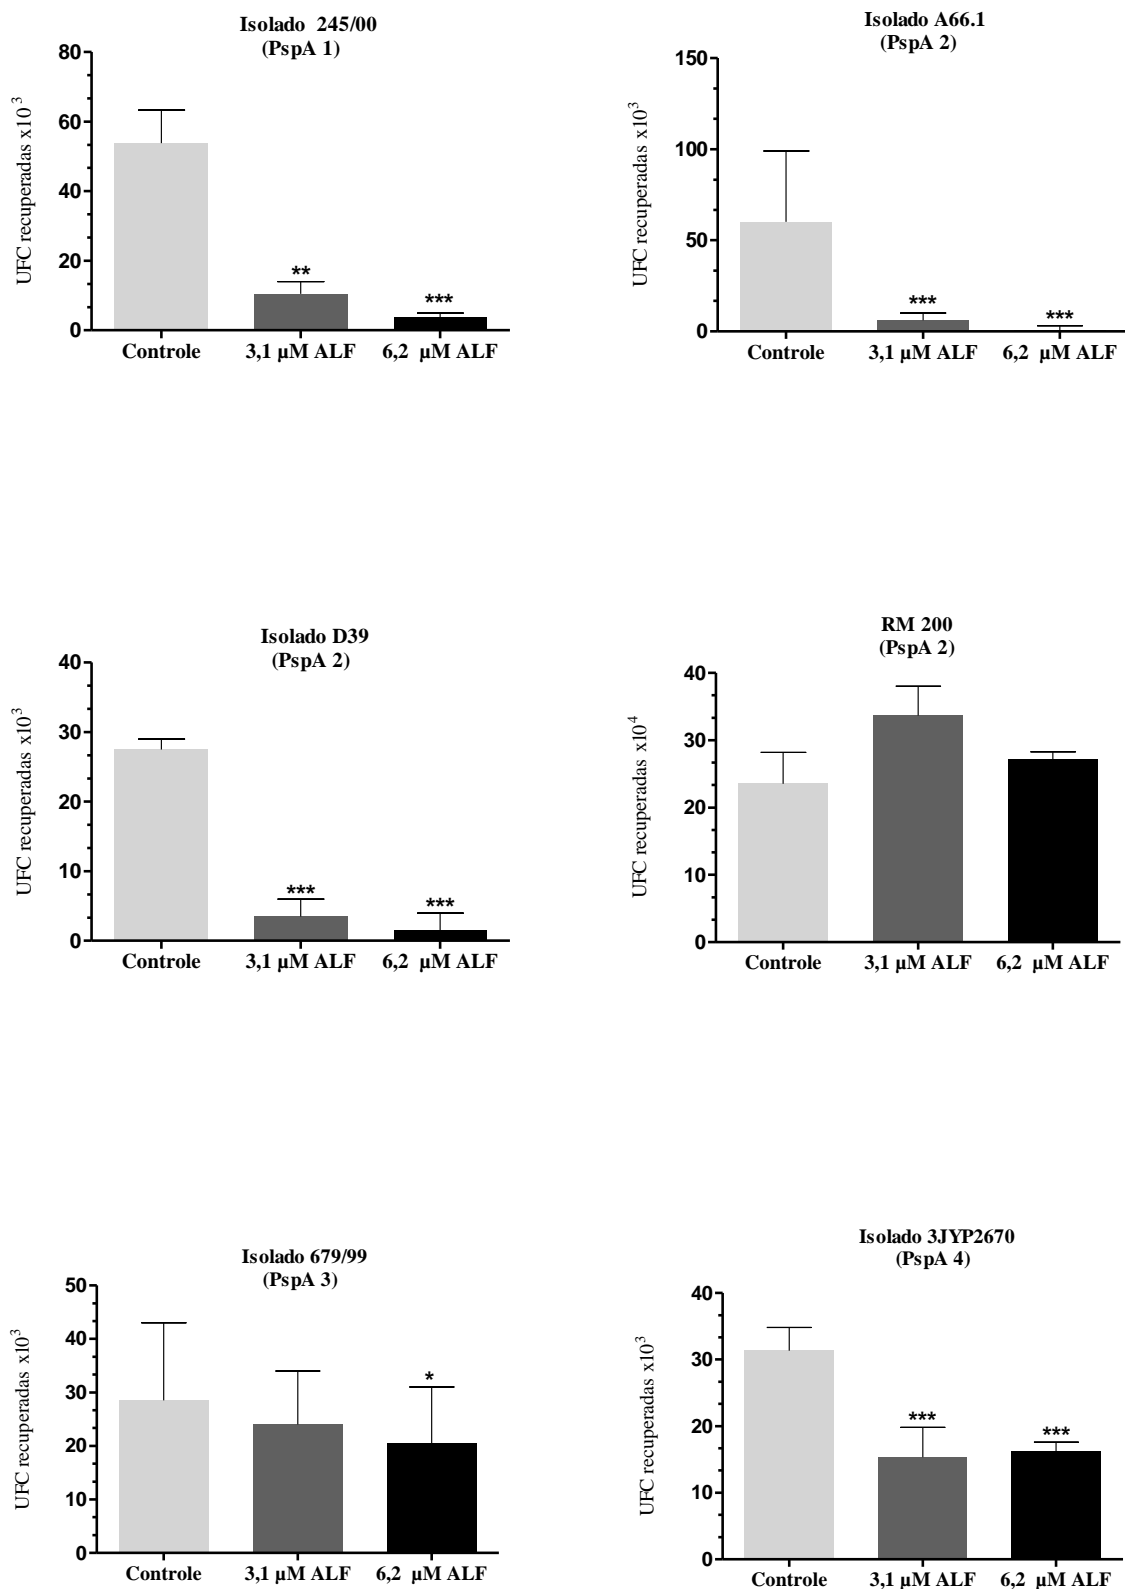 Isolado 245/00
(PspA 1)
UFC recuperadas x10³
80
60
40
20
0
**
***
Controle
3,1 µM ALF
6,2 µM ALF
Isolado A66.1
(PspA 2)
UFC recuperadas x10³
150
100
50
0
***
***
Controle
3,1 µM ALF
6,2 µM ALF
Isolado D39
(PspA 2)
UFC recuperadas x10³
40
30
20
10
0
***
***
Controle
3,1 µM ALF
6,2 µM ALF
RM 200
(PspA 2)
UFC recuperadas x10⁴
40
30
20
10
0
Controle
3,1 µM ALF
6,2 µM ALF
Isolado 679/99
(PspA 3)
UFC recuperadas x10³
50
40
30
20
10
0
*
Controle
3,1 µM ALF
6,2 µM ALF
Isolado 3JYP2670
(PspA 4)
UFC recuperadas x10³
40
30
20
10
0
***
***
Controle
3,1 µM ALF
6,2 µM ALF